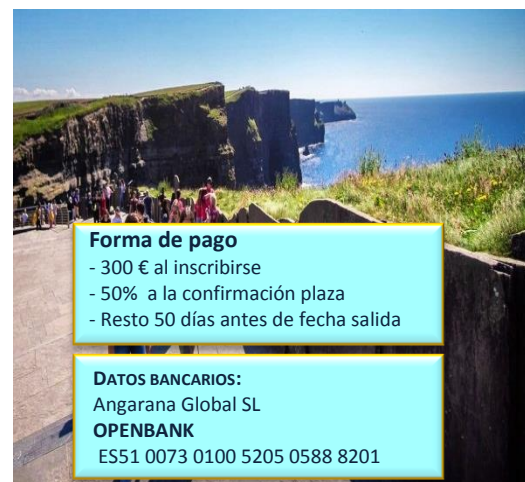 Forma de pago
- 300 € al inscribirse
- 50% a la confirmación plaza
- Resto 50 días antes de fecha salida
DATOS BANCARIOS:
Angarana Global SL
OPENBANK
ES51 0073 0100 5205 0588 8201